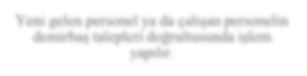 Yeni gelen personel ya da çalışan personelin
demirbaş talepleri doğrultusunda işlem
yapılır.